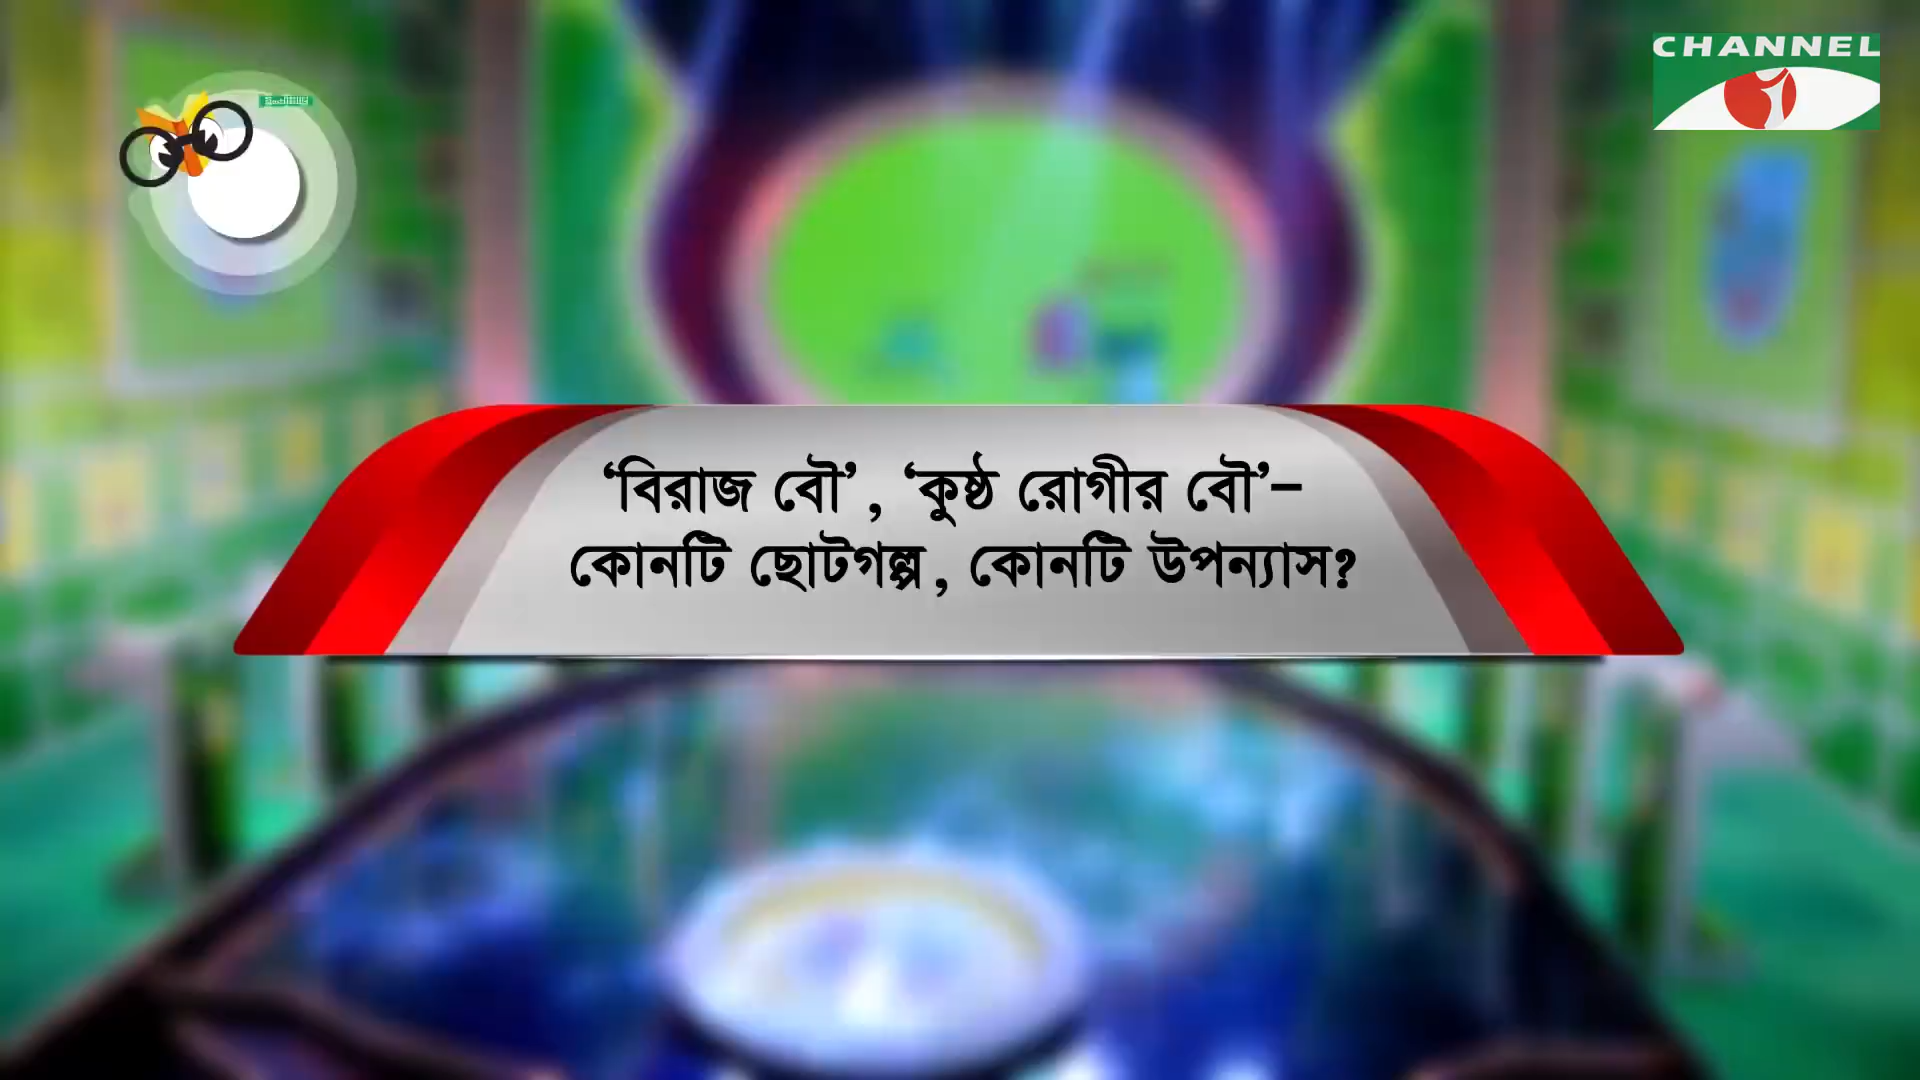 CHANNEL
‘বিরাজ বৌ’, ‘কুষ্ঠ রোগীর বৌ’–
কোনটি ছোটগল্প, কোনটি উপন্যাস?